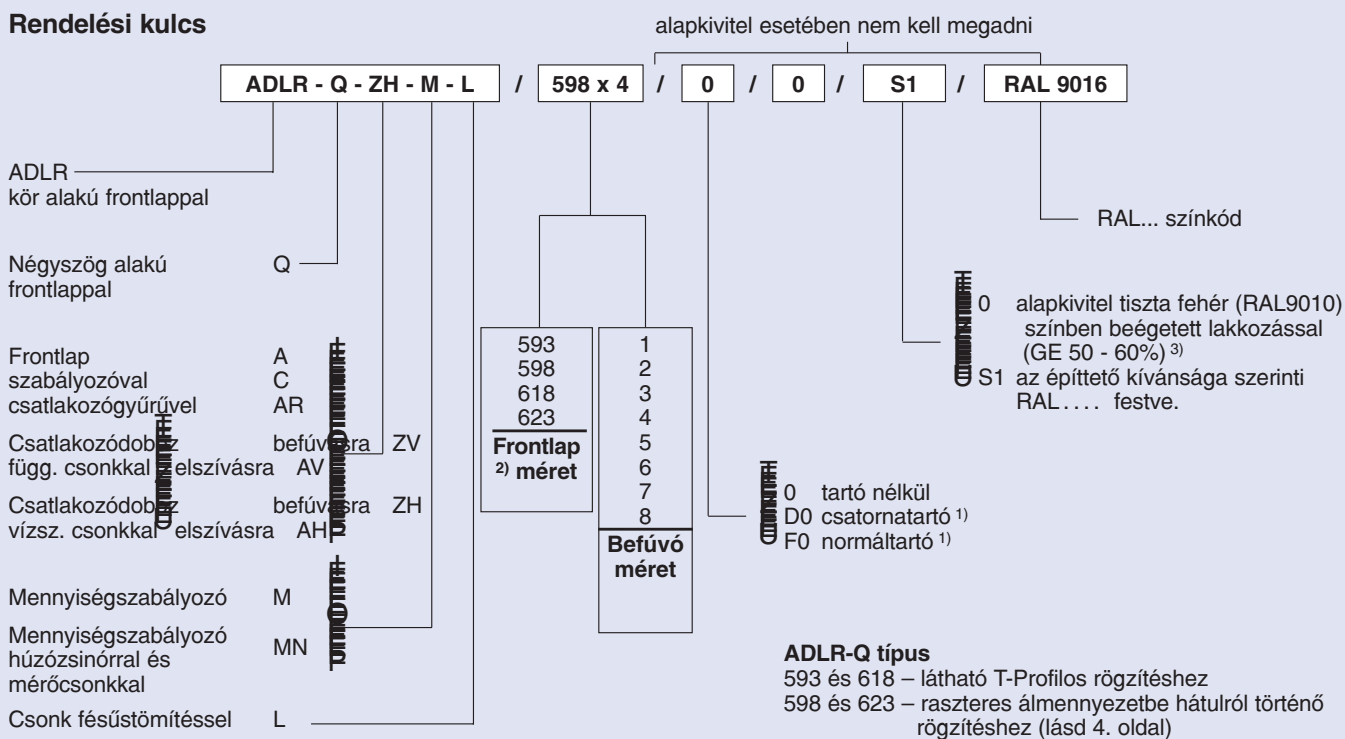 Rendelési kulcs
alapkivitel esetében nem kell megadni
ADLR - Q - ZH - M - L / 598 x 4 / 0 / 0 / S1 / RAL 9016
ADLR
kör alakú frontlappal
RAL... színkód
Négyszög alakú Q
frontlappal
0 alapkivitel tiszta fehér (RAL9010)
színben beégetett lakkozással
(GE 50 - 60%) 3)
S1 az építtető kívánsága szerinti
RAL.... festve.
Frontlap A
szabályozóval C
csatlakozógyűrűvel AR
Csatlakozódoboz befúvásra ZV
függ. csonkkal elszívásra AV
Csatlakozódoboz befúvásra ZH
vízsz. csonkkal elszívásra AH
593 1
598 2
618 3
623 4
Frontlap 5
2) méret 6
7
8
Befúvó
méret
0 tartó nélkül
D0 csatornatartó 1)
F0 normáltartó 1)
Mennyiségszabályozó M
Mennyiségszabályozó MN
húzózsinórral és
mérőcsonkkal
Csonk fésűstömítéssel L
ADLR-Q típus
593 és 618 – látható T-Profilos rögzítéshez
598 és 623 – raszteres álmennyezetbe hátulról történő
rögzítéshez (lásd 4. oldal)